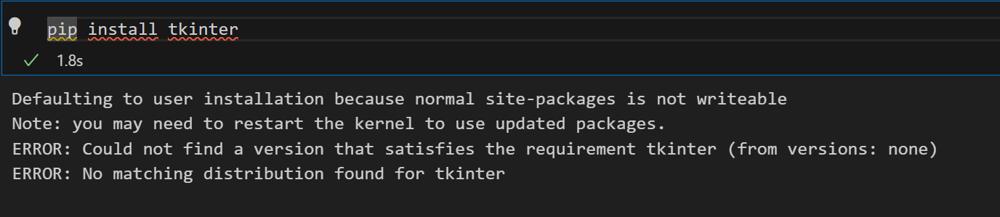 pip install tkinter
1.8s
Defaulting to user installation because normal site-packages is not writeable
Note: you may need to restart the kernel to use updated packages.
ERROR: Could not find a version that satisfies the requirement tkinter (from versions: none)
ERROR: No matching distribution found for tkinter